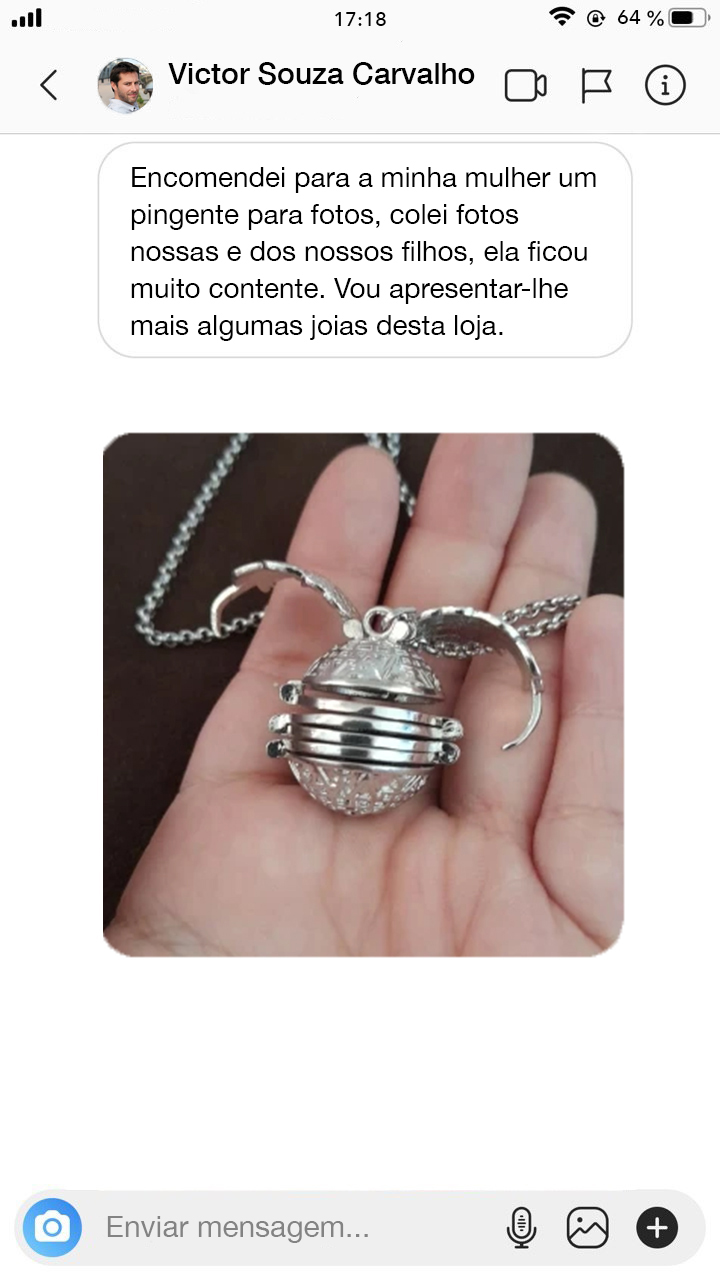 17:18
64 %
Victor Souza Carvalho
Encomendei para a minha mulher um
pingente para fotos, colei fotos
nossas e dos nossos filhos, ela ficou
muito contente. Vou apresentar-lhe
mais algumas joias desta loja.
Enviar mensagem...